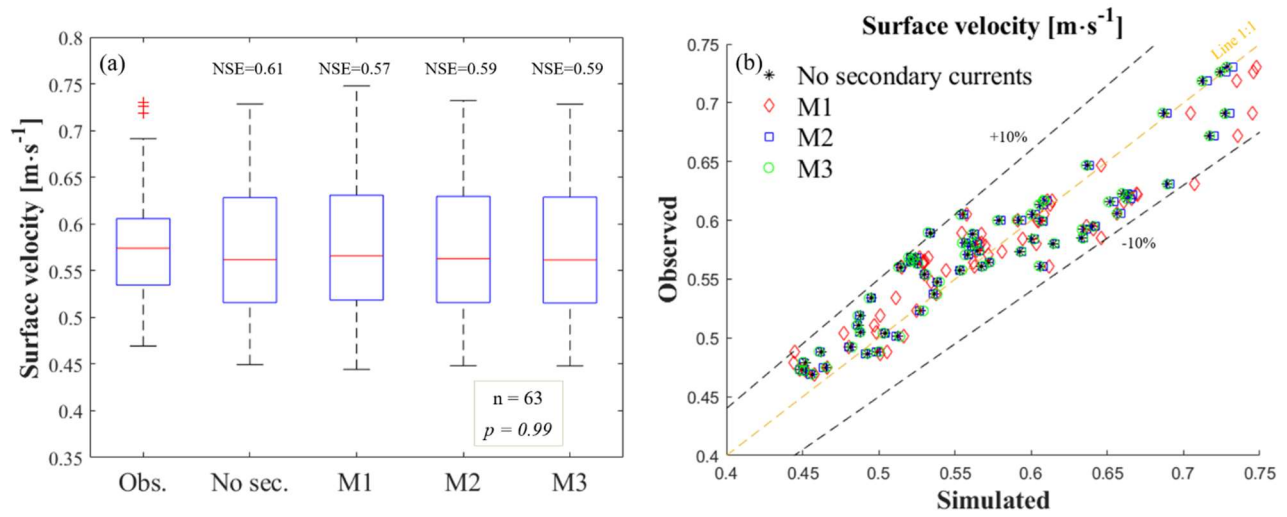 (a)
NSE=0.61
NSE=0.57
NSE=0.59
NSE=0.59
Surface velocity [m·s⁻¹]
0.8
0.75
0.7
0.65
0.6
0.55
0.5
0.45
0.4
0.35
n = 63
p = 0.99
Obs.
No sec.
M1
M2
M3
Surface velocity [m·s⁻¹]
(b)
No secondary currents
M1
M2
M3
Line 1:1
+10%
-10%
Observed
0.75
0.7
0.65
0.6
0.55
0.5
0.45
0.4
0.4
0.45
0.5
0.55
0.6
0.65
0.7
0.75
Simulated